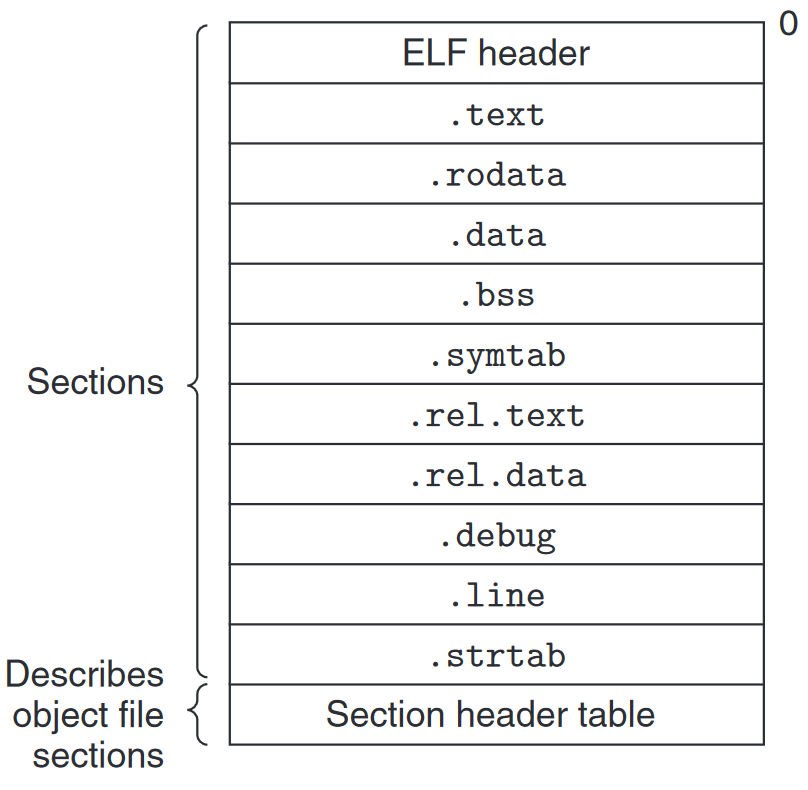 0
ELF header
.text
.rodata
.data
.bss
.symtab
.rel.text
.rel.data
.debug
.line
.strtab
Section header table
Sections
Describes
object file
sections